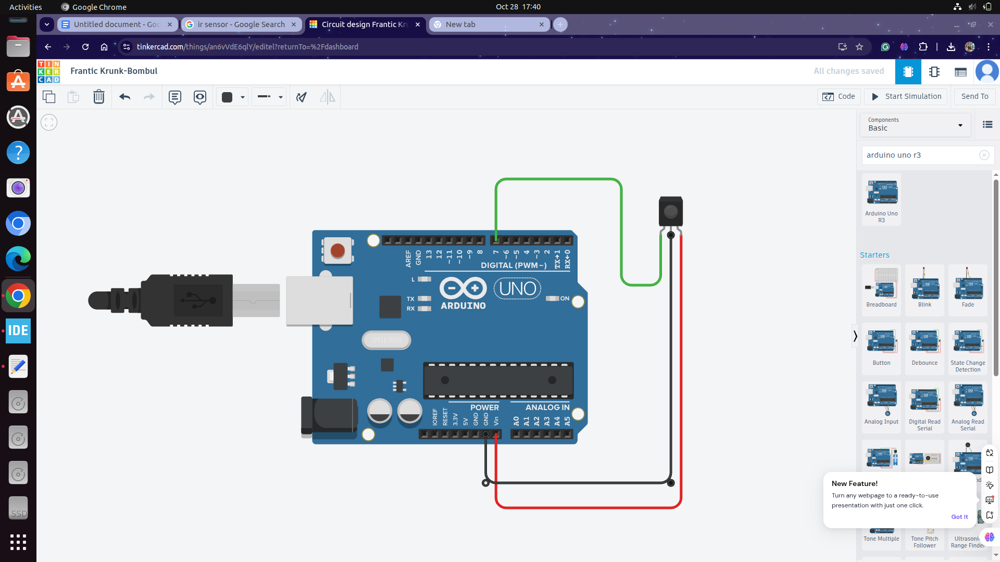 Activities
Google Chrome
Oct 28 17:40
Untitled document - Goo
ir sensor - Google Search
Circuit design Frantic Kru
New tab
tinkercad.com/things/an6vVdE6qlY/editel?returnTo=%2Fdashboard
TIN
KER
CAD
Frantic Krunk-Bombul
All changes saved
Code
Start Simulation
Send To
Components
Basic
arduino uno r3
Arduino Uno
R3
Starters
Breadboard
Blink
Fade
Button
Debounce
State Change
Detection
Analog Input
Digital Read
Serial
Analog Read
Serial
Tone Multiple
Tone Pitch
Follower
Ultrasonic
Range Finder
New Feature!
Turn any webpage to a ready-to-use
presentation with just one click.
Got it
IDE
SSD
AREF
GND
13
12
~11
~10
~9
8
7
~6
~5
4
~3
2
TX→1
RX←0
DIGITAL (PWM~)
L
TX
RX
ARDUINO
UNO
ON
SPK16.000G
POWER
ANALOG IN
IOREF
RESET
3.3V
5V
GND
GND
Vin
A0
A1
A2
A3
A4
A5